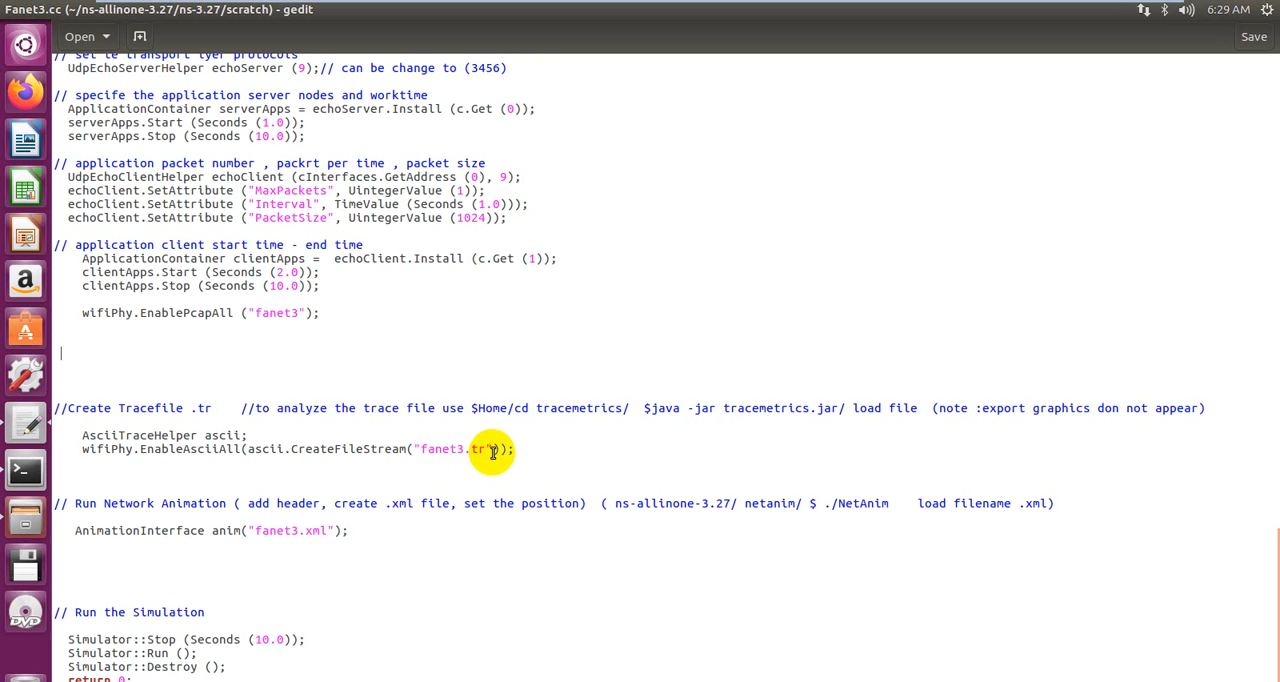 Fanet3.cc (~/ns-allinone-3.27/ns-3.27/scratch) - gedit
6:29 AM
Open
Save
// set te transport lyer protocols
UdpEchoServerHelper echoServer (9);// can be change to (3456)
// specife the application server nodes and worktime
ApplicationContainer serverApps = echoServer.Install (c.Get (0));
serverApps.Start (Seconds (1.0));
serverApps.Stop (Seconds (10.0));
// application packet number , packrt per time , packet size
UdpEchoClientHelper echoClient (cInterfaces.GetAddress (0), 9);
echoClient.SetAttribute ("MaxPackets", UintegerValue (1));
echoClient.SetAttribute ("Interval", TimeValue (Seconds (1.0)));
echoClient.SetAttribute ("PacketSize", UintegerValue (1024));
// application client start time - end time
ApplicationContainer clientApps =  echoClient.Install (c.Get (1));
clientApps.Start (Seconds (2.0));
clientApps.Stop (Seconds (10.0));
wifiPhy.EnablePcapAll ("fanet3");
//Create Tracefile .tr    //to analyze the trace file use $Home/cd tracemetrics/  $java -jar tracemetrics.jar/ load file  (note :export graphics don not appear)
AsciiTraceHelper ascii;
wifiPhy.EnableAsciiAll(ascii.CreateFileStream("fanet3.tr"));
// Run Network Animation ( add header, create .xml file, set the position)  ( ns-allinone-3.27/ netanim/ $ ./NetAnim    load filename .xml)
AnimationInterface anim("fanet3.xml");
// Run the Simulation
Simulator::Stop (Seconds (10.0));
Simulator::Run ();
Simulator::Destroy ();
return 0;